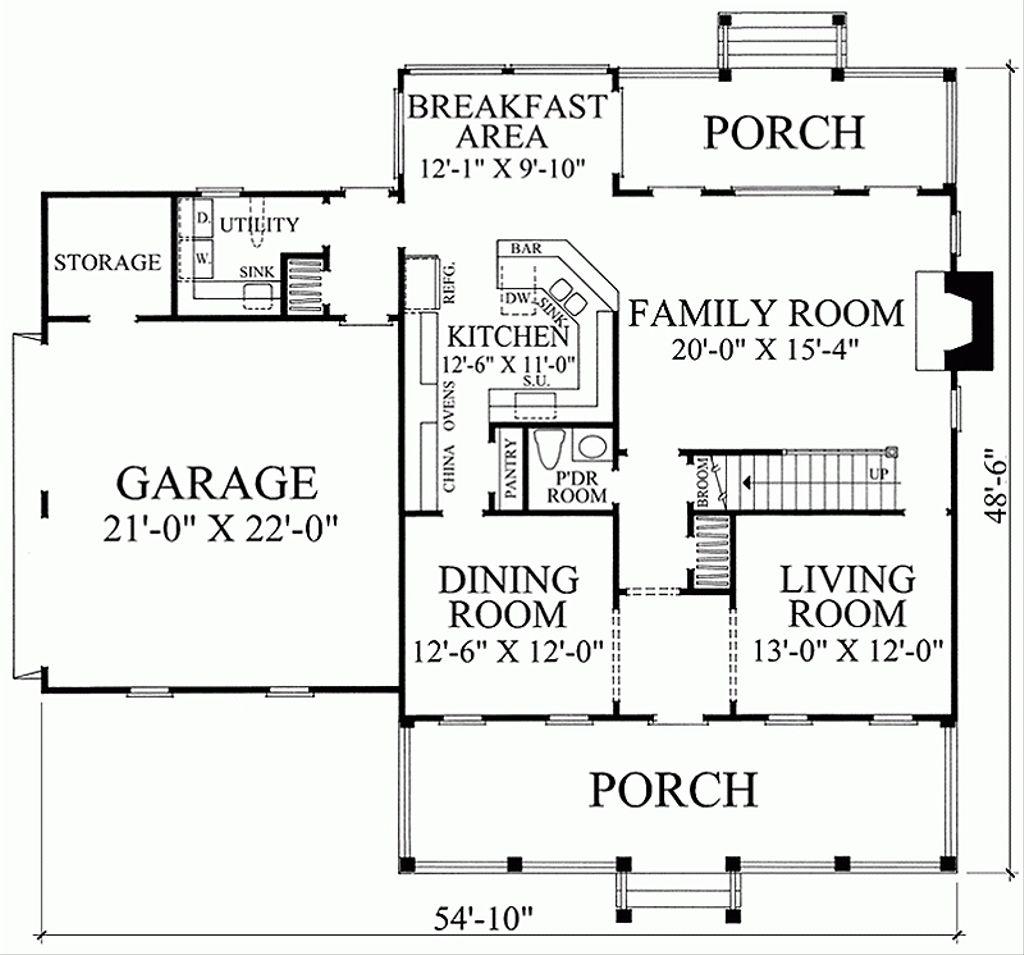 BREAKFAST
AREA
12'-1" X 9'-10"
PORCH
D.
UTILITY
W.
SINK
STORAGE
REFG.
BAR
DW.
SINK
KITCHEN
12'-6" X 11'-0"
S.U.
FAMILY ROOM
20'-0" X 15'-4"
OVENS
CHINA
PANTRY
P'DR
ROOM
BROOM
UP
48'-6"
GARAGE
21'-0" X 22'-0"
DINING
ROOM
12'-6" X 12'-0"
LIVING
ROOM
13'-0" X 12'-0"
PORCH
54'-10"